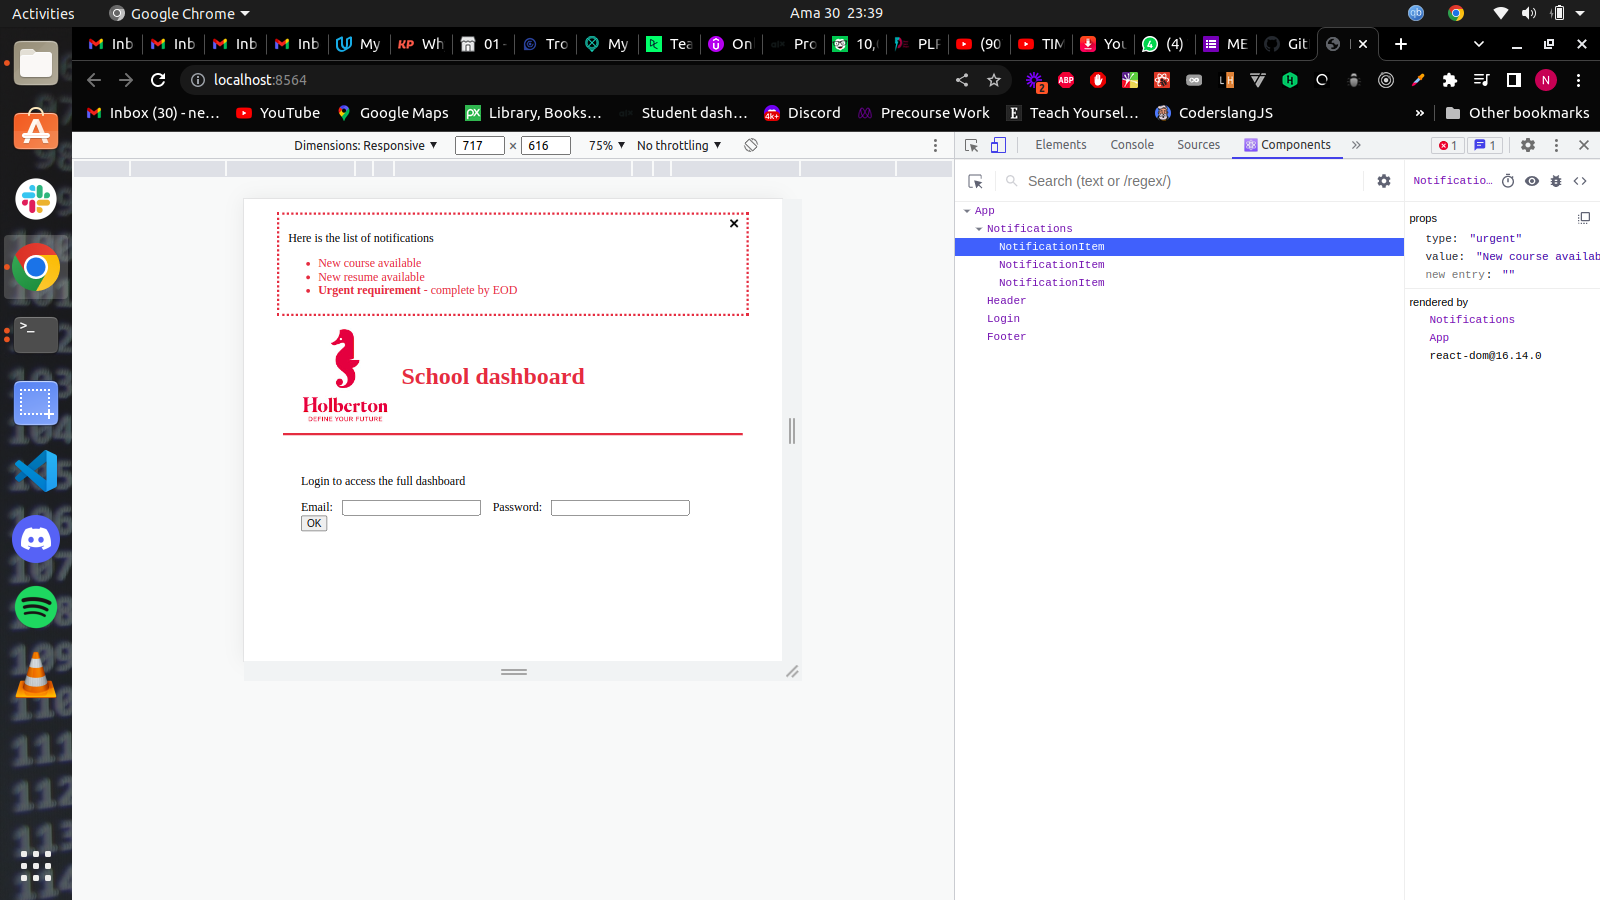 Activities
Google Chrome
Ama 30 23:39
Inb
Inb
Inb
Inb
My
KP Wh
01-
Tro
My
Tea
On
Pro
10,
PLF
(90
TIM
You
(4)
ME
Git
localhost:8564
ABP
2
N
Inbox (30) - ne…
YouTube
Google Maps
Library, Books…
Student dash…
Discord
Precourse Work
Teach Yoursel…
CoderslangJS
»
Other bookmarks
Dimensions: Responsive
717 × 616
75%
No throttling
Elements
Console
Sources
Components
»
1
1
Search (text or /regex/)
Notificatio…
App
Notifications
NotificationItem
NotificationItem
NotificationItem
Header
Login
Footer
props
type: "urgent"
value: "New course availab
new entry: ""
rendered by
Notifications
App
react-dom@16.14.0
Here is the list of notifications
New course available
New resume available
Urgent requirement - complete by EOD
School dashboard
Holberton
DEFINE YOUR FUTURE
Login to access the full dashboard
Email:
Password:
OK